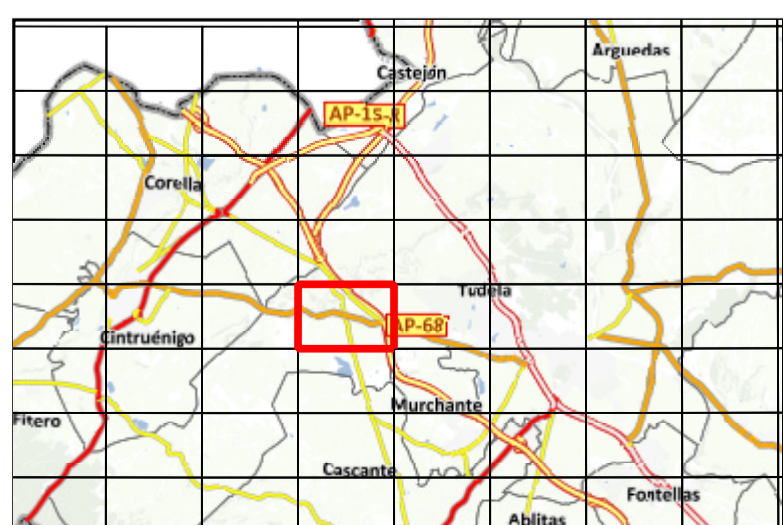 Arguedas
Castejón
AP-15
Corella
Tudela
AP-68
Cintruénigo
Murchante
Fitero
Cascante
Fontellas
Ablitas